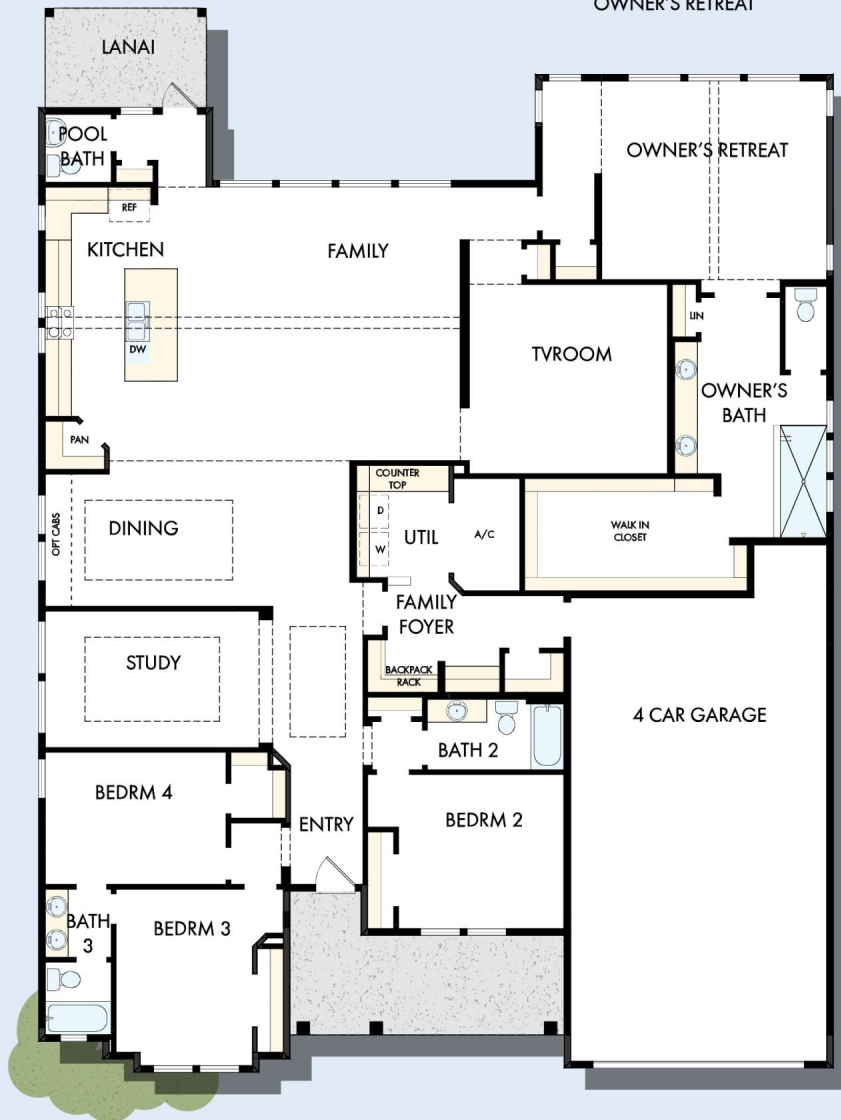 OWNER'S RETREAT
LANAI
POOL
BATH
OWNER'S RETREAT
REF
KITCHEN
FAMILY
LIN
DW
TVROOM
OWNER'S
BATH
PAN
COUNTER
TOP
D
OPT CABS
DINING
W
UTIL
A/C
WALK IN
CLOSET
FAMILY
FOYER
STUDY
BACKPACK
RACK
4 CAR GARAGE
BATH 2
BEDRM 4
ENTRY
BEDRM 2
BATH
3
BEDRM 3